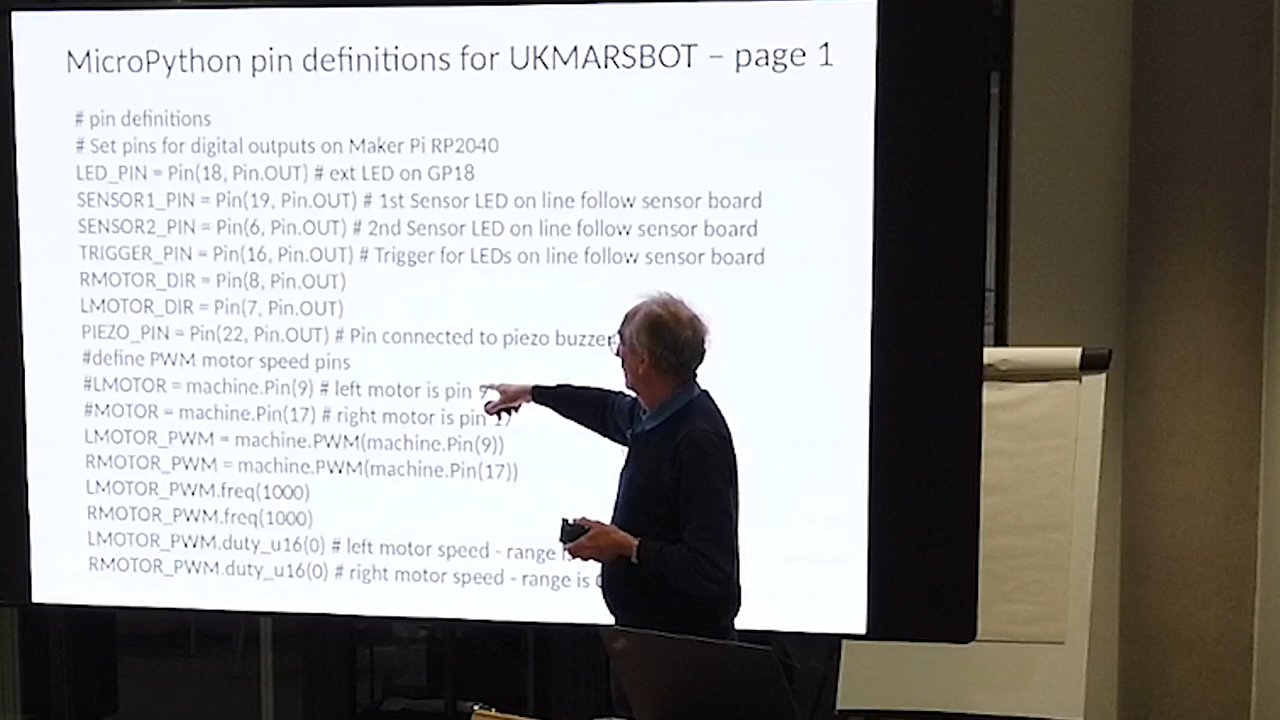 MicroPython pin definitions for UKMARSBOT – page 1
# pin definitions
# Set pins for digital outputs on Maker Pi RP2040
LED_PIN = Pin(18, Pin.OUT) # ext LED on GP18
SENSOR1_PIN = Pin(19, Pin.OUT) # 1st Sensor LED on line follow sensor board
SENSOR2_PIN = Pin(6, Pin.OUT) # 2nd Sensor LED on line follow sensor board
TRIGGER_PIN = Pin(16, Pin.OUT) # Trigger for LEDs on line follow sensor board
RMOTOR_DIR = Pin(8, Pin.OUT)
LMOTOR_DIR = Pin(7, Pin.OUT)
PIEZO_PIN = Pin(22, Pin.OUT) # Pin connected to piezo buzzer
#define PWM motor speed pins
#LMOTOR = machine.Pin(9) # left motor is pin 9
#MOTOR = machine.Pin(17) # right motor is pin 17
LMOTOR_PWM = machine.PWM(machine.Pin(9))
RMOTOR_PWM = machine.PWM(machine.Pin(17))
LMOTOR_PWM.freq(1000)
RMOTOR_PWM.freq(1000)
LMOTOR_PWM.duty_u16(0) # left motor speed - range
RMOTOR_PWM.duty_u16(0) # right motor speed - range is